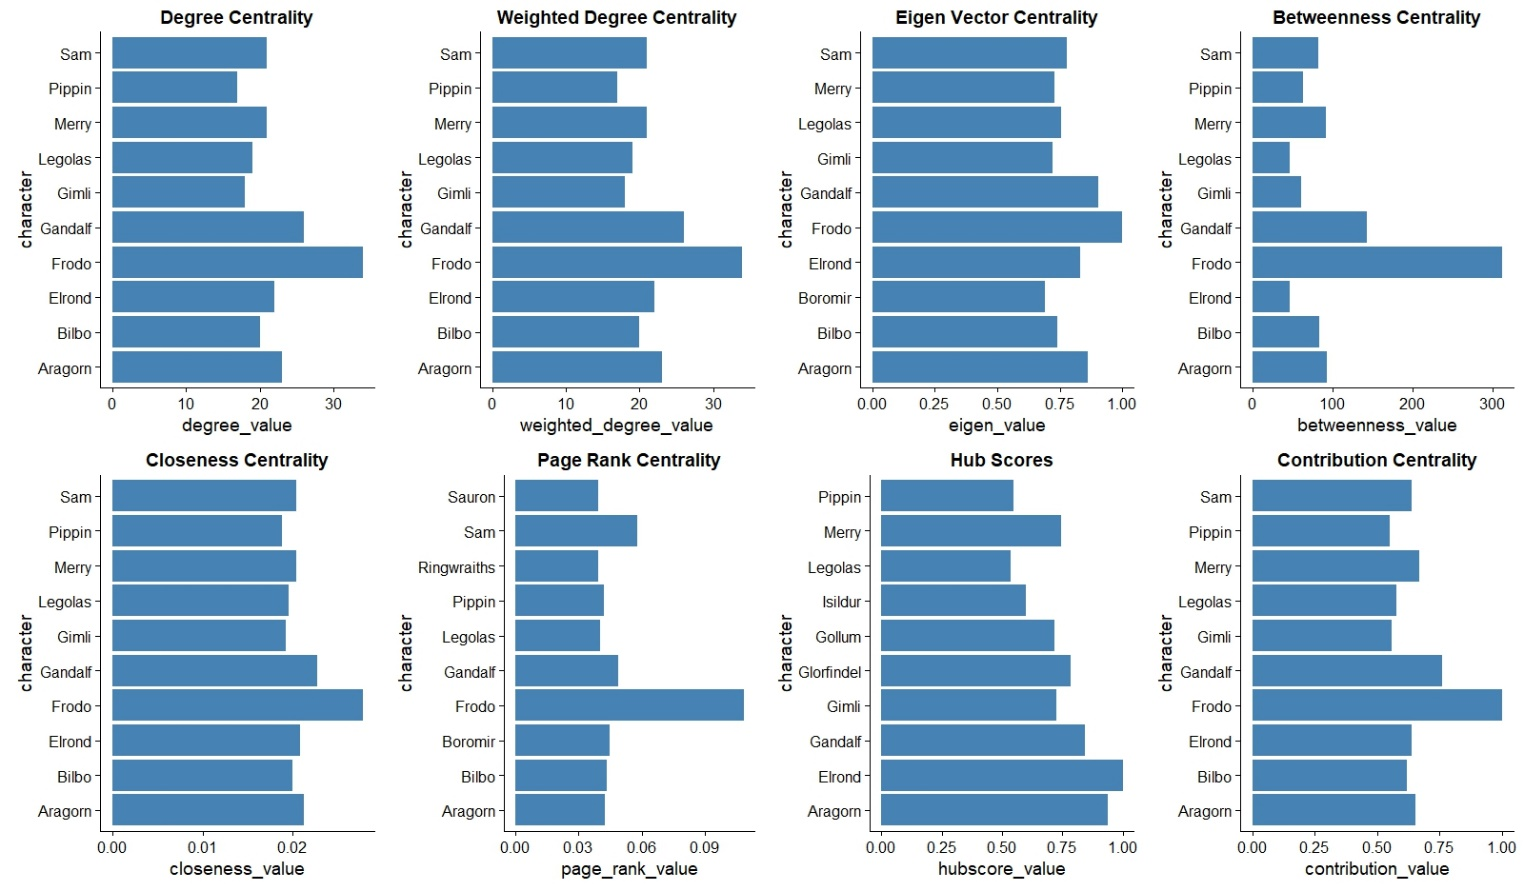 Degree Centrality
Sam
Pippin
Merry
Legolas
Gimli
Gandalf
Frodo
Elrond
Bilbo
Aragorn
character
0 10 20 30
degree_value
Weighted Degree Centrality
Sam
Pippin
Merry
Legolas
Gimli
Gandalf
Frodo
Elrond
Bilbo
Aragorn
character
0 10 20 30
weighted_degree_value
Eigen Vector Centrality
Sam
Merry
Legolas
Gimli
Gandalf
Frodo
Elrond
Boromir
Bilbo
Aragorn
character
0.00 0.25 0.50 0.75 1.00
eigen_value
Betweenness Centrality
Sam
Pippin
Merry
Legolas
Gimli
Gandalf
Frodo
Elrond
Bilbo
Aragorn
character
0 100 200 300
betweenness_value
Closeness Centrality
Sam
Pippin
Merry
Legolas
Gimli
Gandalf
Frodo
Elrond
Bilbo
Aragorn
character
0.00 0.01 0.02
closeness_value
Page Rank Centrality
Sauron
Sam
Ringwraiths
Pippin
Legolas
Gandalf
Frodo
Boromir
Bilbo
Aragorn
character
0.00 0.03 0.06 0.09
page_rank_value
Hub Scores
Pippin
Merry
Legolas
Isildur
Gollum
Glorfindel
Gimli
Gandalf
Elrond
Aragorn
character
0.00 0.25 0.50 0.75 1.00
hubscore_value
Contribution Centrality
Sam
Pippin
Merry
Legolas
Gimli
Gandalf
Frodo
Elrond
Bilbo
Aragorn
character
0.00 0.25 0.50 0.75 1.00
contribution_value